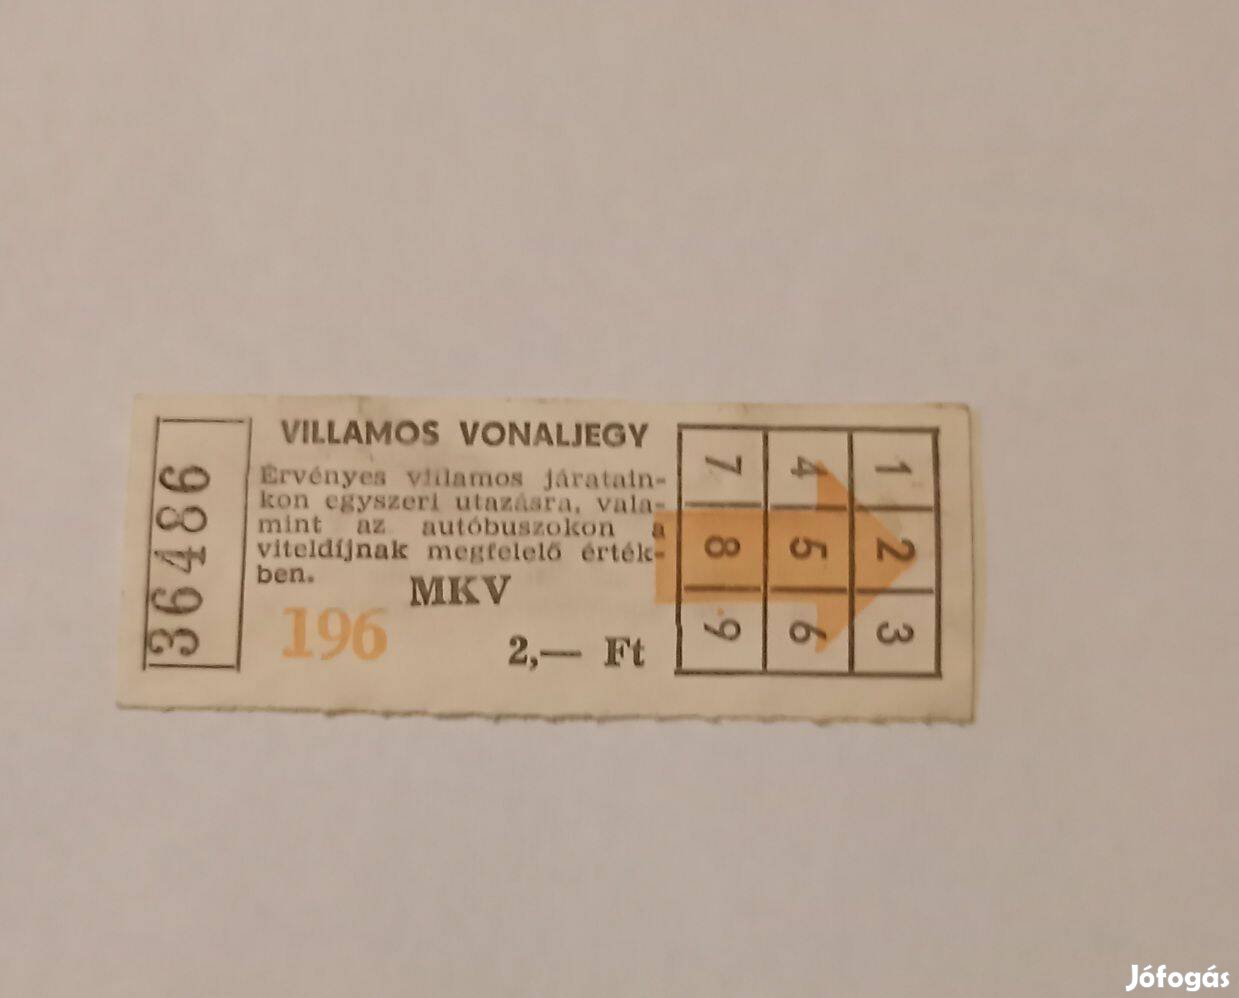 364486
VILLAMOS VONALJEGY
Érvényes villamos járatain-
kon egyszeri utazásra, vala-
mint az autóbuszokon a
viteldíjnak megfelelő érték-
ben.
MKV
196
2,— Ft
1 2 3
4 5 6
7 8 9
Jófogás